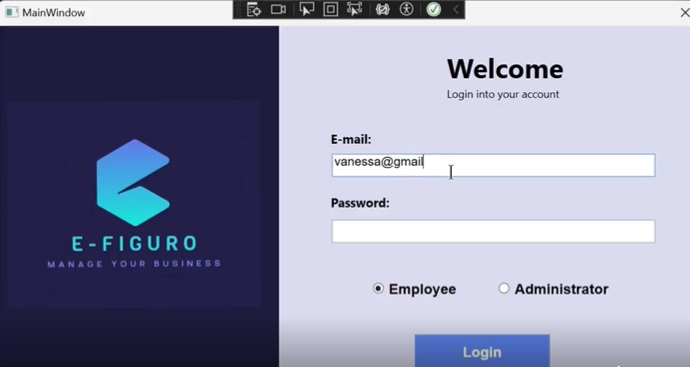 MainWindow
E-FIGURO
MANAGE YOUR BUSINESS
Welcome
Login into your account
E-mail:
vanessa@gmail
Password:
Employee
Administrator
Login